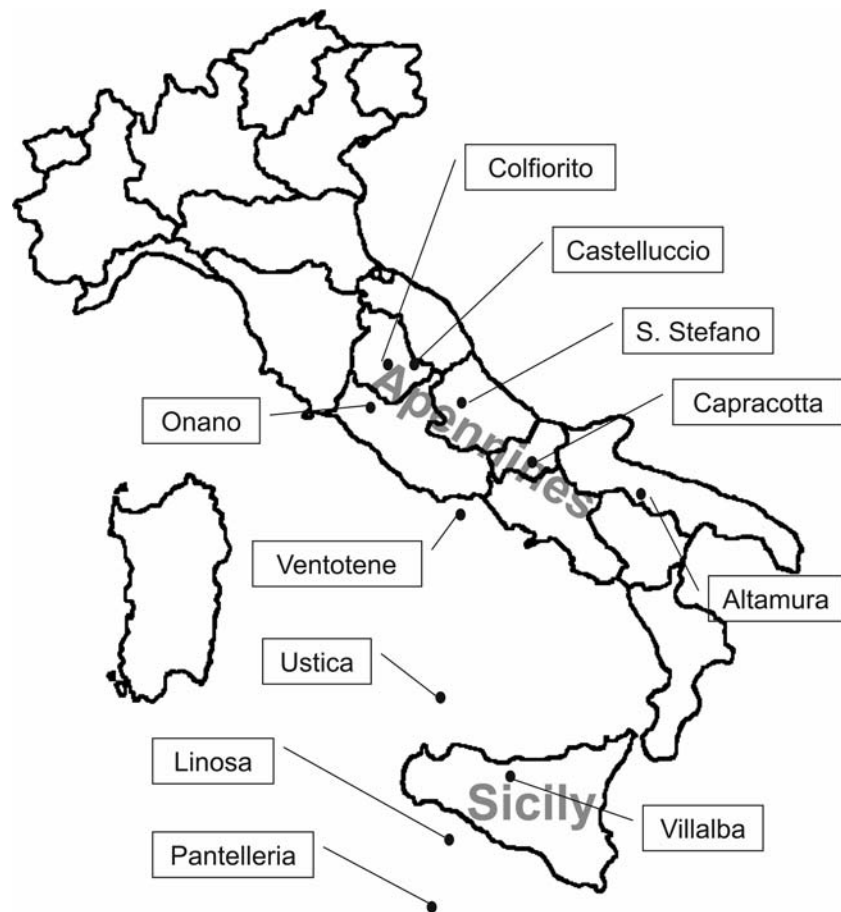 Colfiorito
Castelluccio
S. Stefano
Capracotta
Onano
Apennines
Ventotene
Altamura
Ustica
Linosa
Sicily
Villalba
Pantelleria